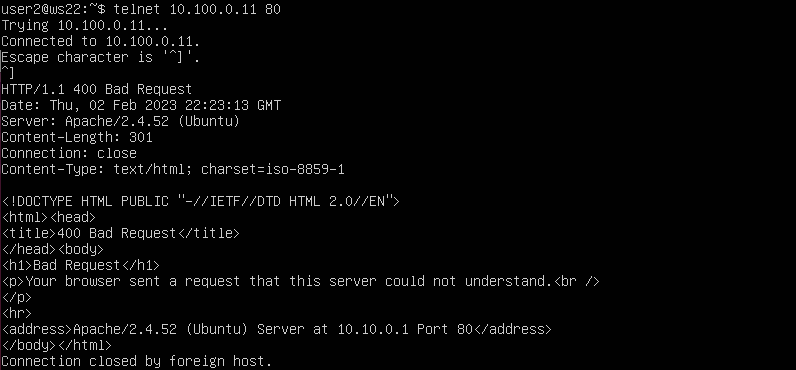 user2@ws22:~$ telnet 10.100.0.11 80
Trying 10.100.0.11...
Connected to 10.100.0.11.
Escape character is '^]'.
^]
HTTP/1.1 400 Bad Request
Date: Thu, 02 Feb 2023 22:23:13 GMT
Server: Apache/2.4.52 (Ubuntu)
Content-Length: 301
Connection: close
Content-Type: text/html; charset=iso-8859-1

<!DOCTYPE HTML PUBLIC "-//IETF//DTD HTML 2.0//EN">
<html><head>
<title>400 Bad Request</title>
</head><body>
<h1>Bad Request</h1>
<p>Your browser sent a request that this server could not understand.<br />
</p>
<hr>
<address>Apache/2.4.52 (Ubuntu) Server at 10.10.0.1 Port 80</address>
</body></html>
Connection closed by foreign host.